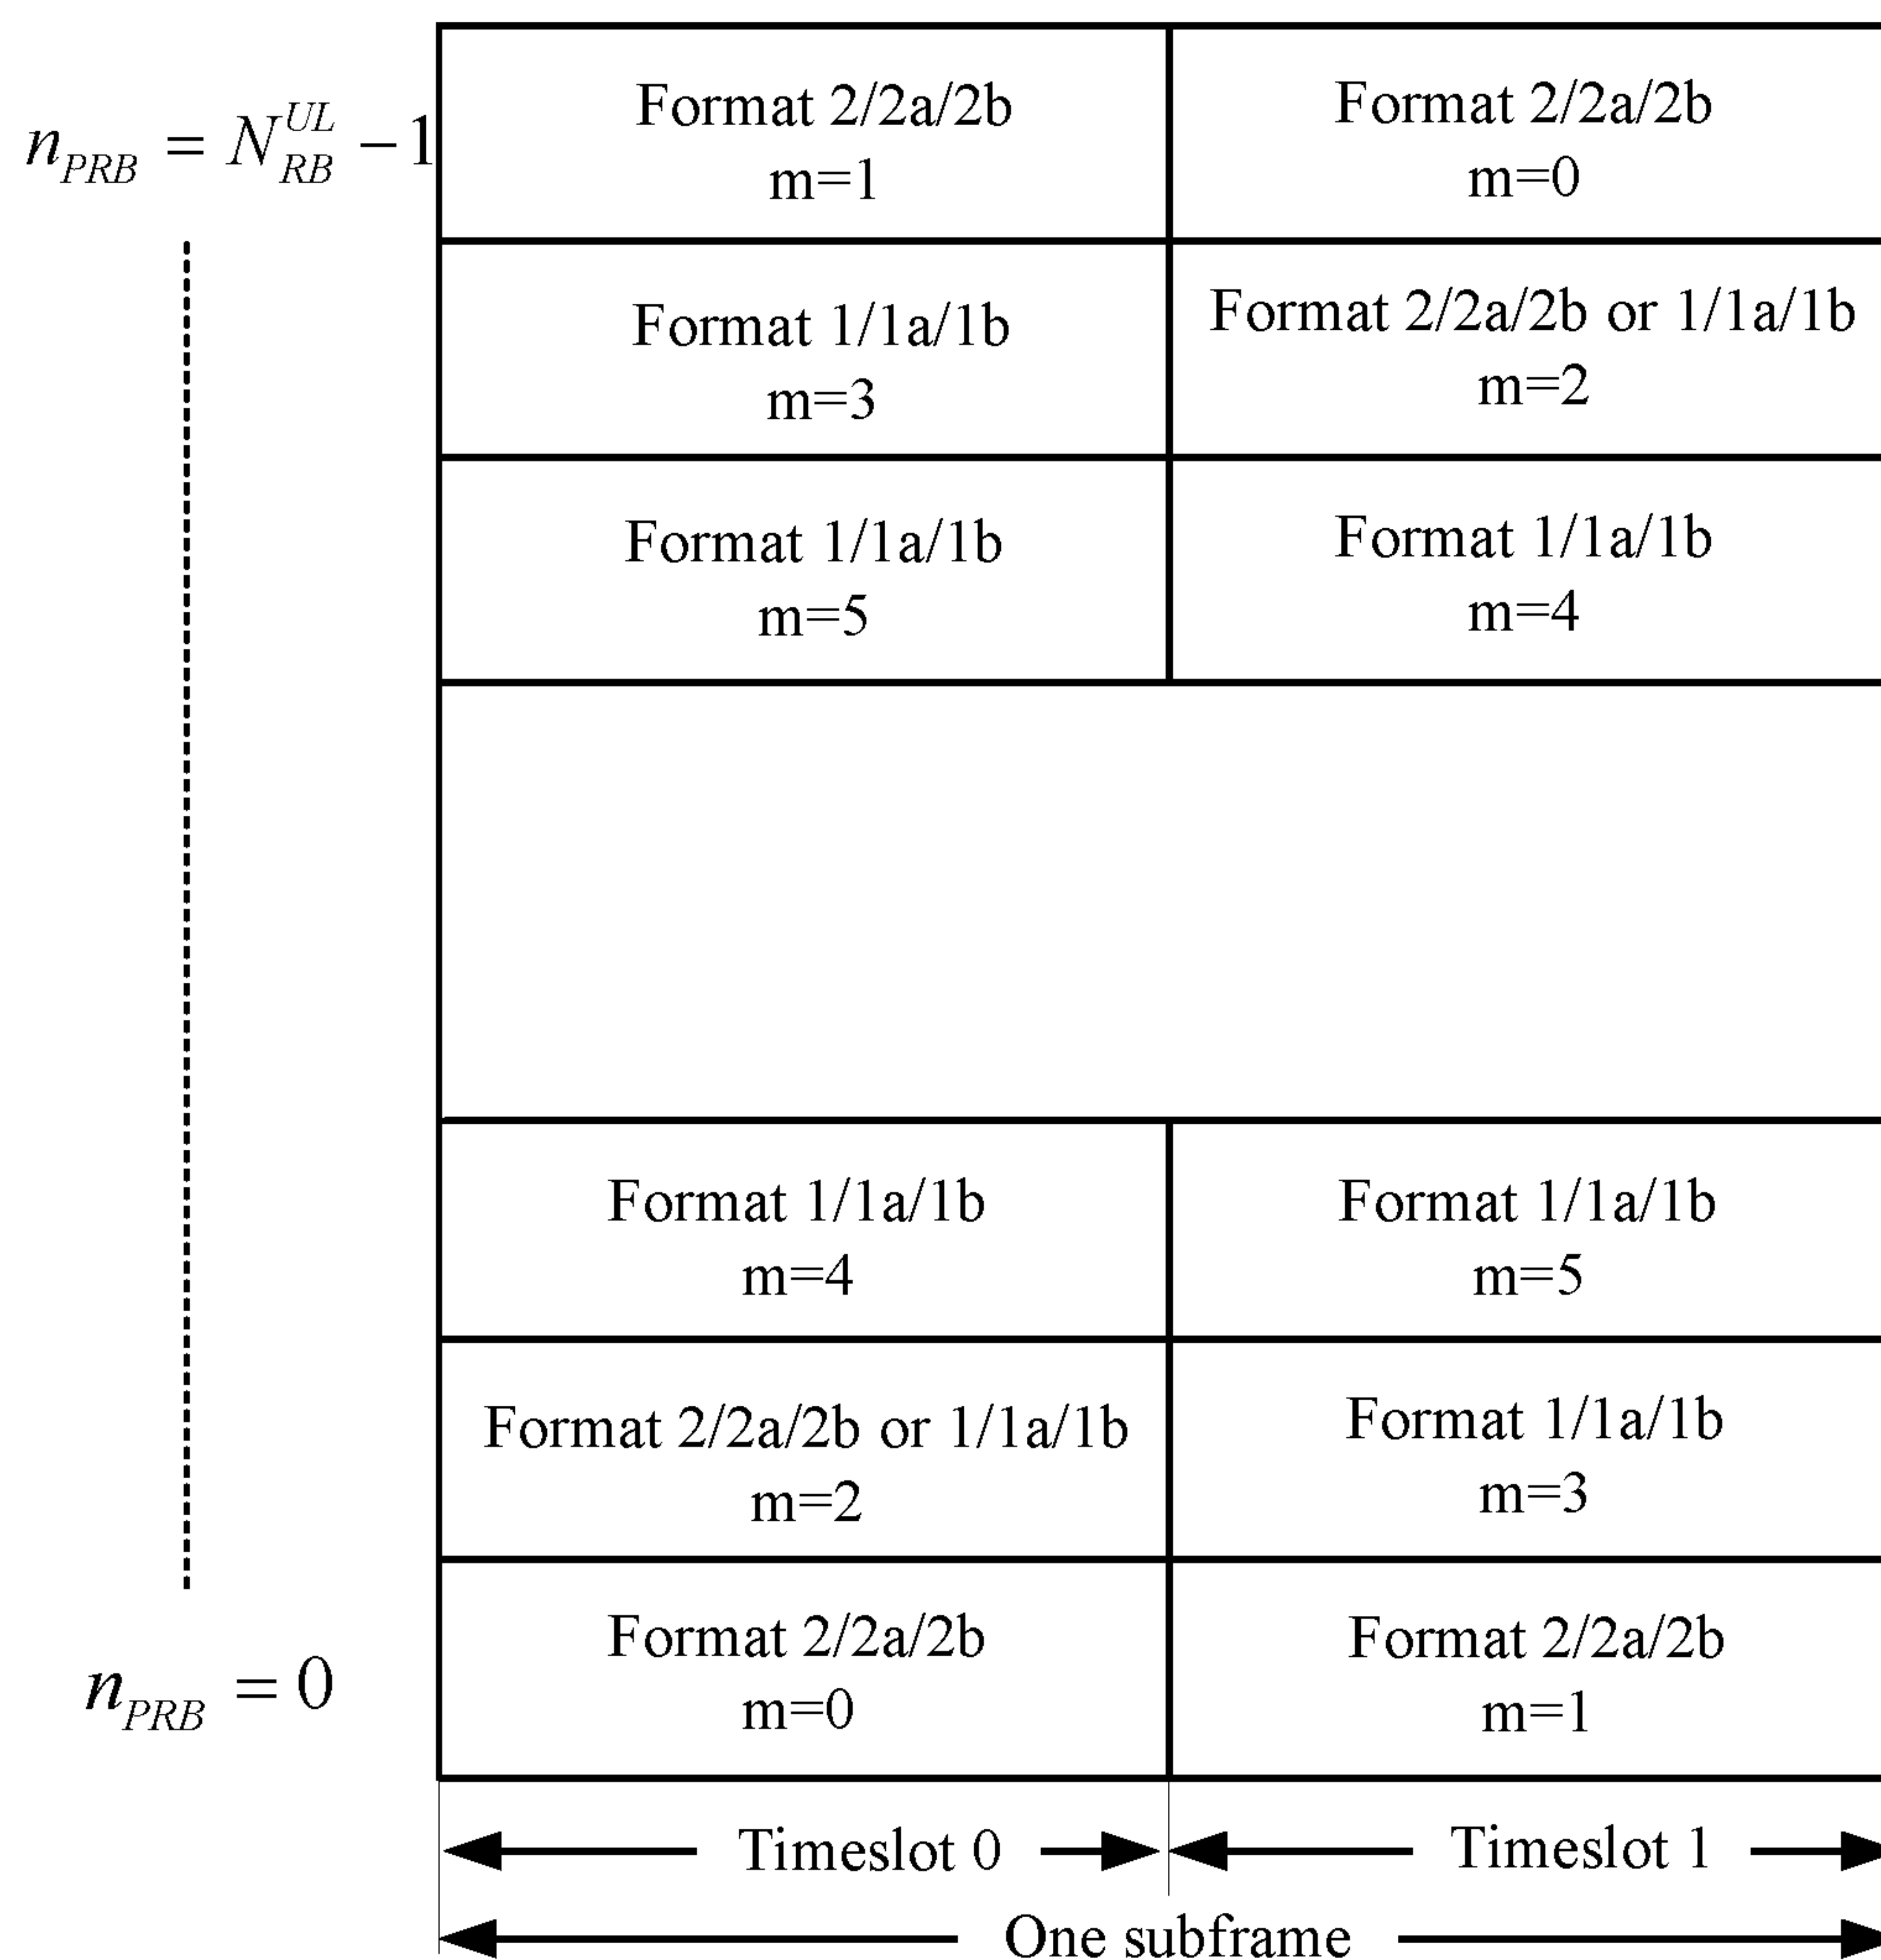 n_PRB = N_RB^UL − 1
Format 2/2a/2b
m=1
Format 2/2a/2b
m=0
Format 1/1a/1b
m=3
Format 2/2a/2b or 1/1a/1b
m=2
Format 1/1a/1b
m=5
Format 1/1a/1b
m=4
Format 1/1a/1b
m=4
Format 1/1a/1b
m=5
Format 2/2a/2b or 1/1a/1b
m=2
Format 1/1a/1b
m=3
n_PRB = 0
Format 2/2a/2b
m=0
Format 2/2a/2b
m=1
Timeslot 0
Timeslot 1
One subframe